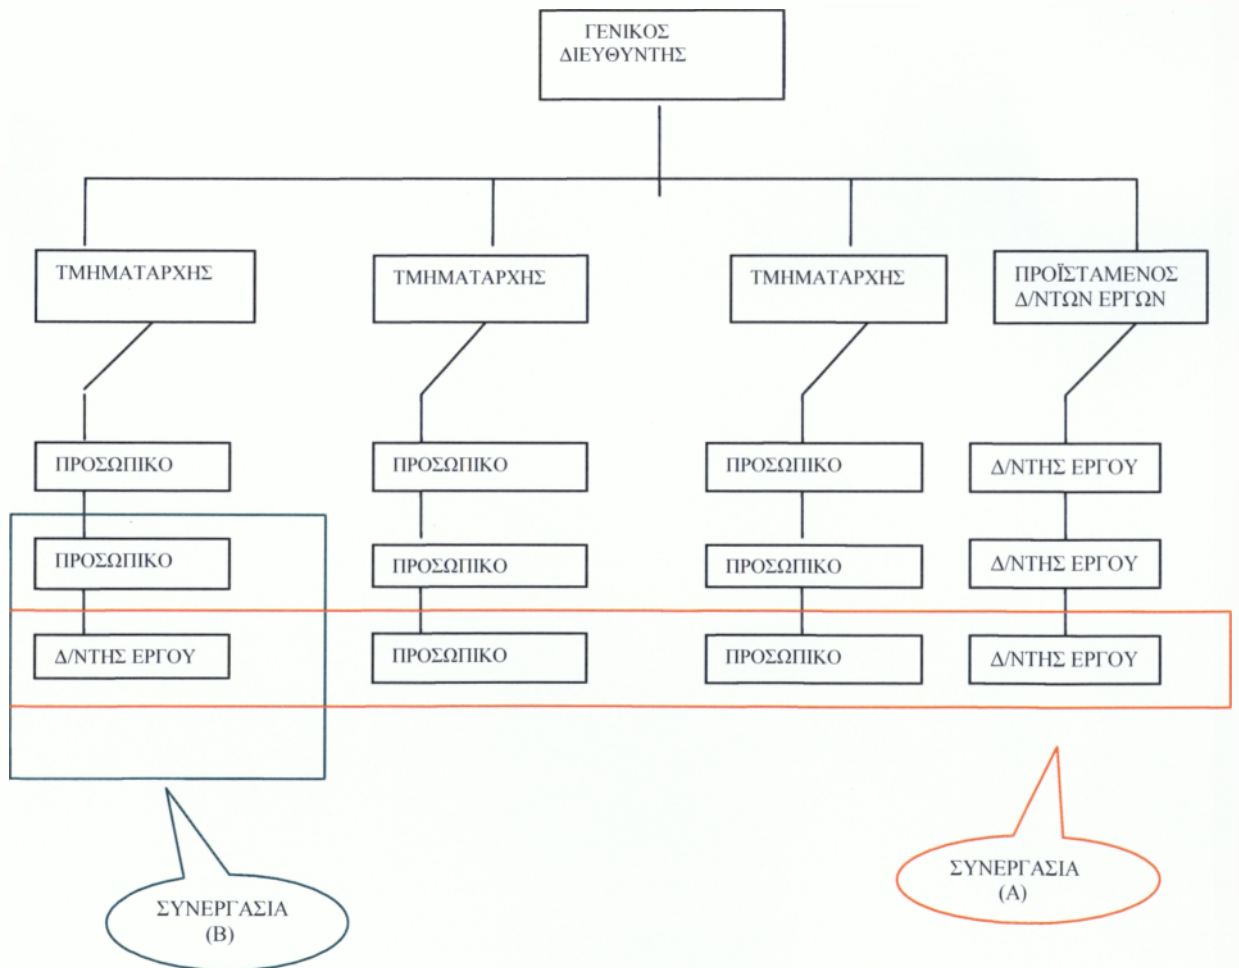 ΓΕΝΙΚΟΣ
ΔΙΕΥΘΥΝΤΗΣ
ΤΜΗΜΑΤΑΡΧΗΣ
ΤΜΗΜΑΤΑΡΧΗΣ
ΤΜΗΜΑΤΑΡΧΗΣ
ΠΡΟΪΣΤΑΜΕΝΟΣ
Δ/ΝΤΩΝ ΕΡΓΩΝ
ΠΡΟΣΩΠΙΚΟ
ΠΡΟΣΩΠΙΚΟ
ΠΡΟΣΩΠΙΚΟ
Δ/ΝΤΗΣ ΕΡΓΟΥ
ΠΡΟΣΩΠΙΚΟ
ΠΡΟΣΩΠΙΚΟ
ΠΡΟΣΩΠΙΚΟ
Δ/ΝΤΗΣ ΕΡΓΟΥ
Δ/ΝΤΗΣ ΕΡΓΟΥ
ΠΡΟΣΩΠΙΚΟ
ΠΡΟΣΩΠΙΚΟ
Δ/ΝΤΗΣ ΕΡΓΟΥ
ΣΥΝΕΡΓΑΣΙΑ
(Α)
ΣΥΝΕΡΓΑΣΙΑ
(Β)